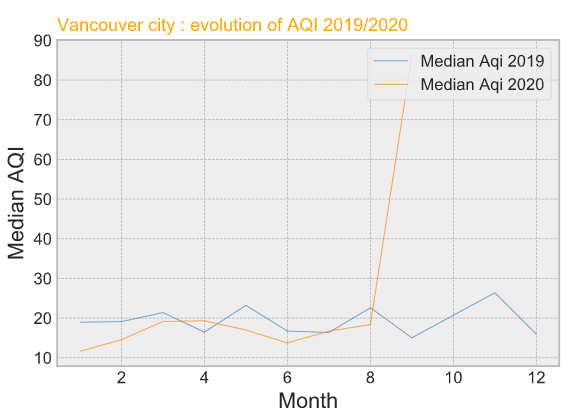 Vancouver city : evolution of AQI 2019/2020
90
80
70
60
50
40
30
20
10
Median AQI
Median Aqi 2019
Median Aqi 2020
2 4 6 8 10 12
Month